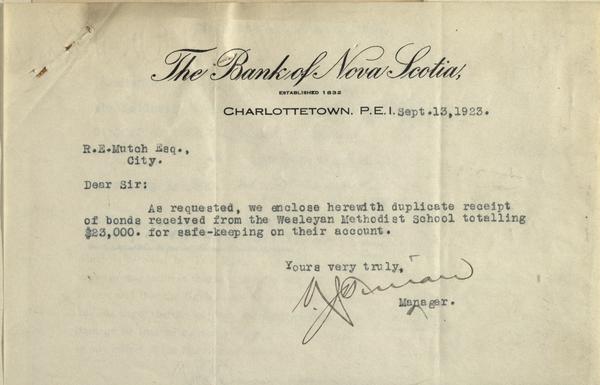 The Bank of Nova Scotia,
ESTABLISHED 1832
CHARLOTTETOWN, P.E.I. Sept.13,1923.
R.E.Mutch Esq.,
City.
Dear Sir:
As requested, we enclose herewith duplicate receipt
of bonds received from the Wesleyan Methodist School totalling
$23,000. for safe-keeping on their account.
Yours very truly,
Manager.